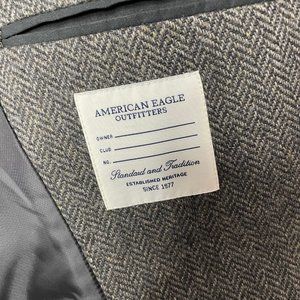 AMERICAN EAGLE
OUTFITTERS
OWNER
CLUB
NO.
Standard and Tradition
ESTABLISHED HERITAGE
SINCE 1977